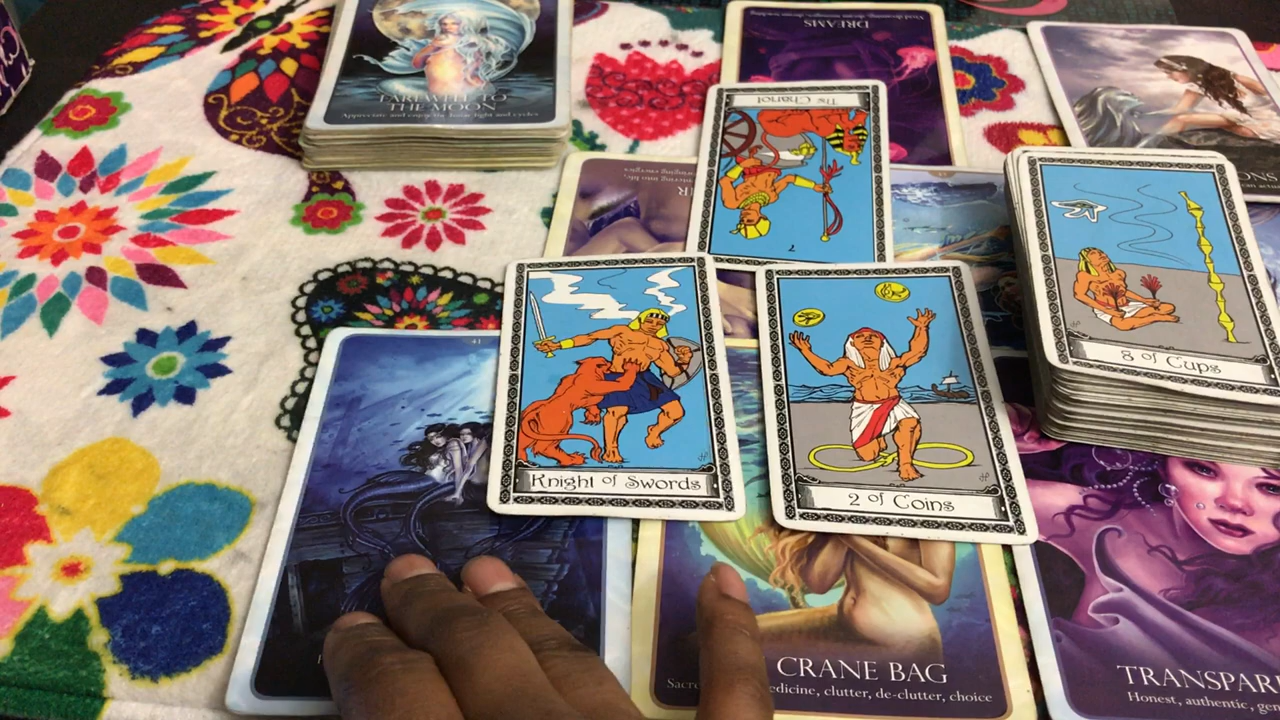 FAREWELL TO
THE MOON
Appreciate and enjoy the lunar light and cycles
DREAMS
The Chariot
7
41
Knight of Swords
2 of Coins
8 of Cups
CRANE BAG
medicine, clutter, de-clutter, choice
TRANSPAR
Honest, authentic, gen